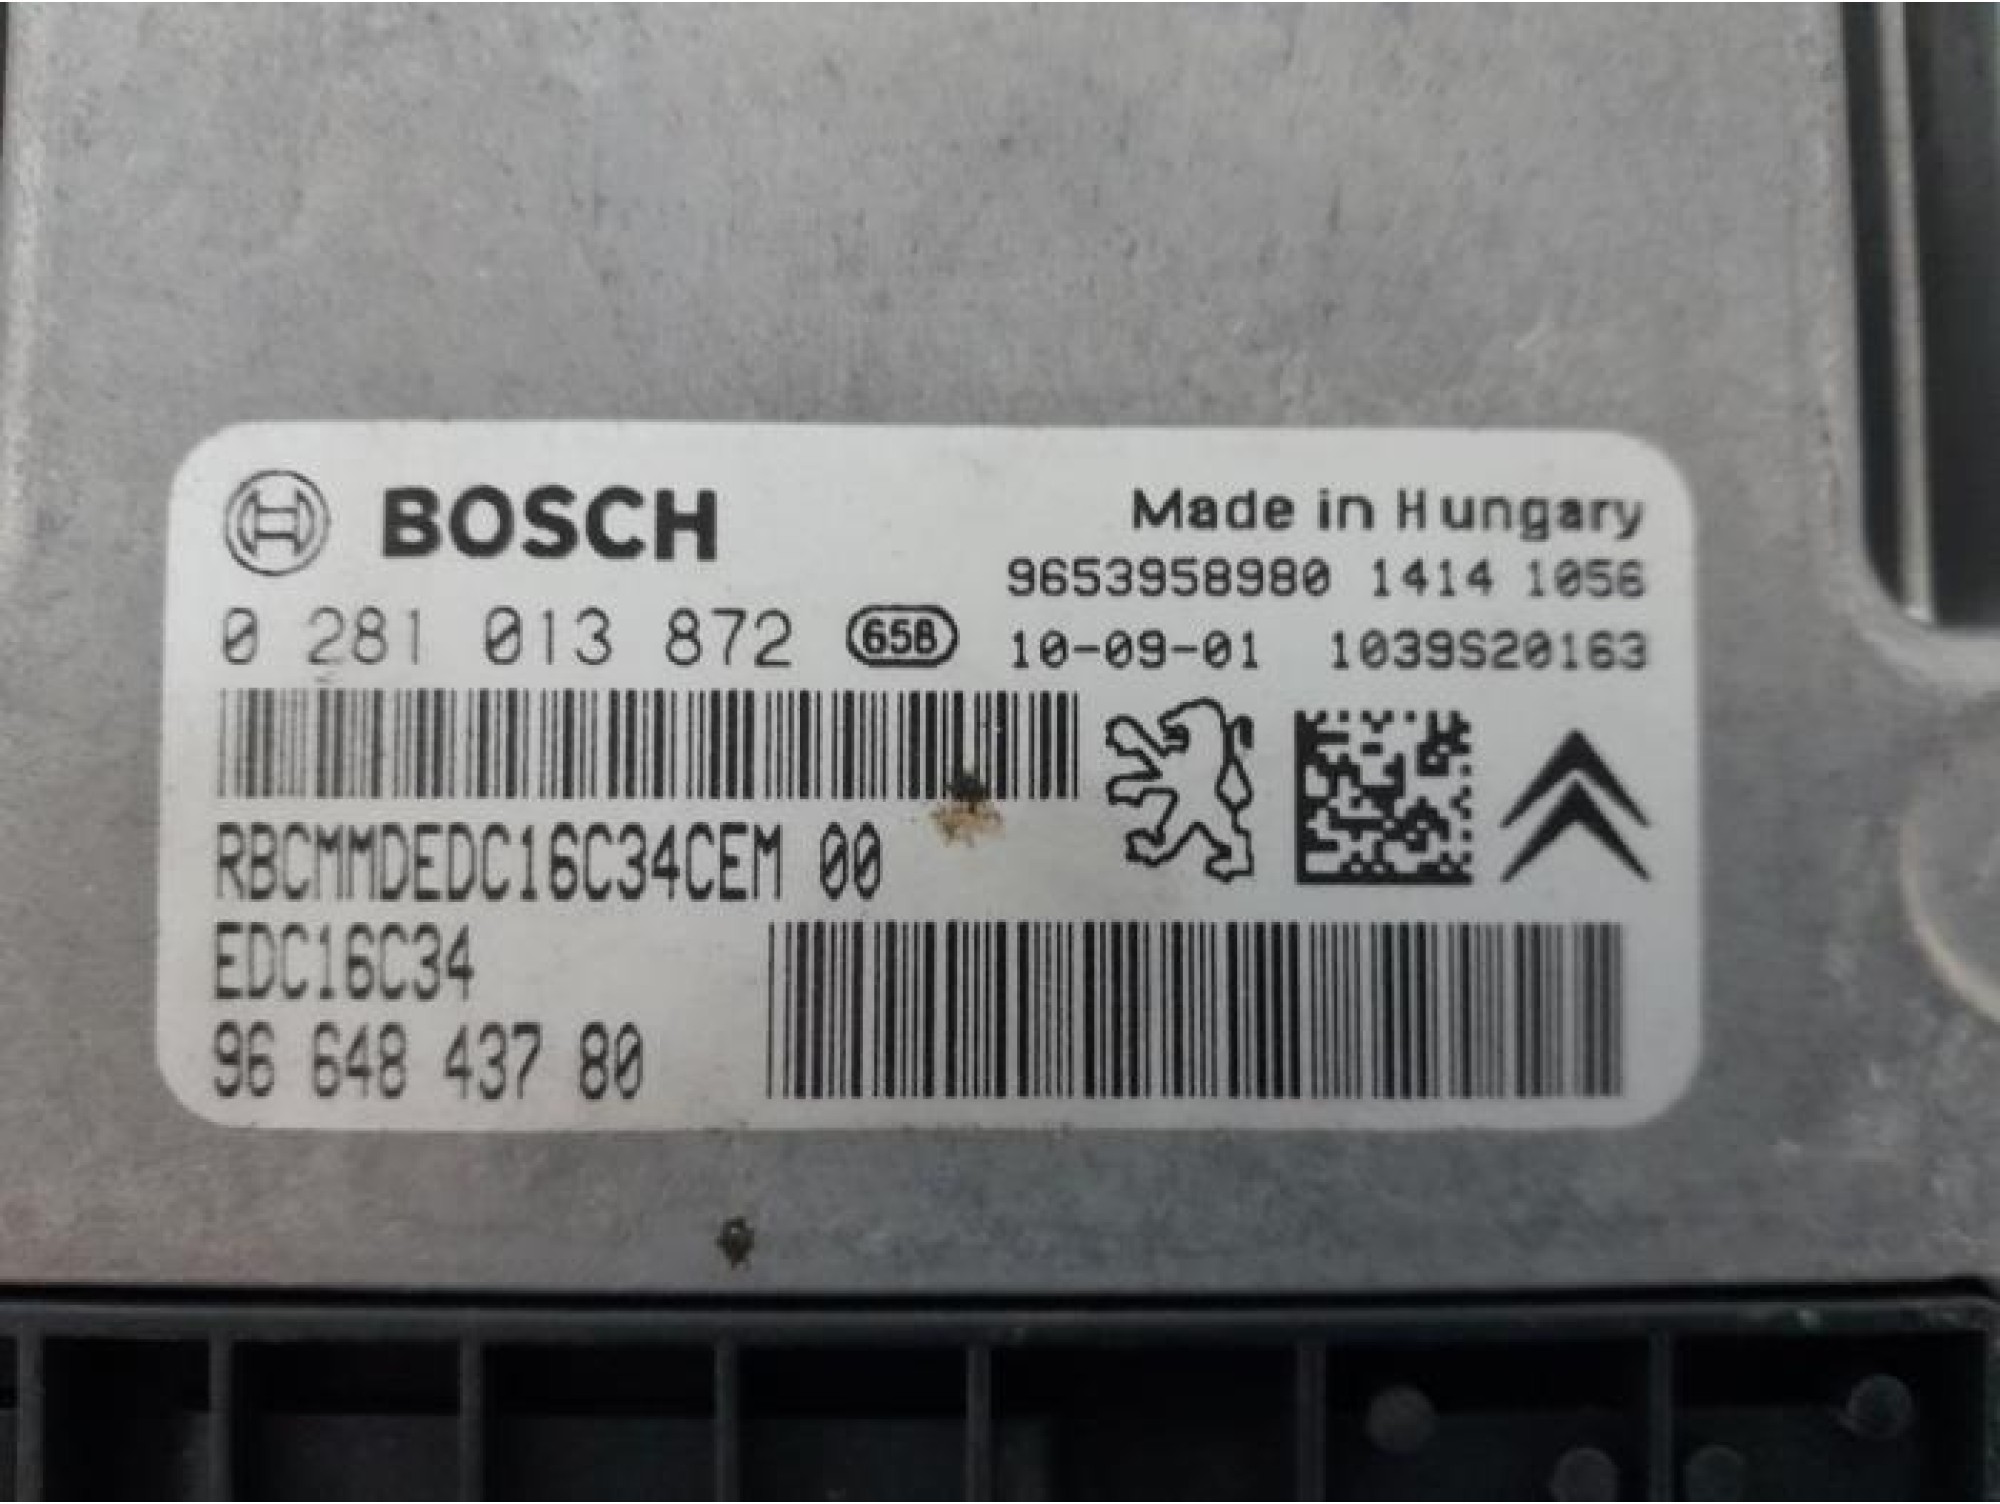 BOSCH
Made in Hungary
9653958980 1414 1056
0 281 013 872 65B 10-09-01 1039S20163
RBCMMDEDC16C34CEM 00
EDC16C34
96 648 437 80